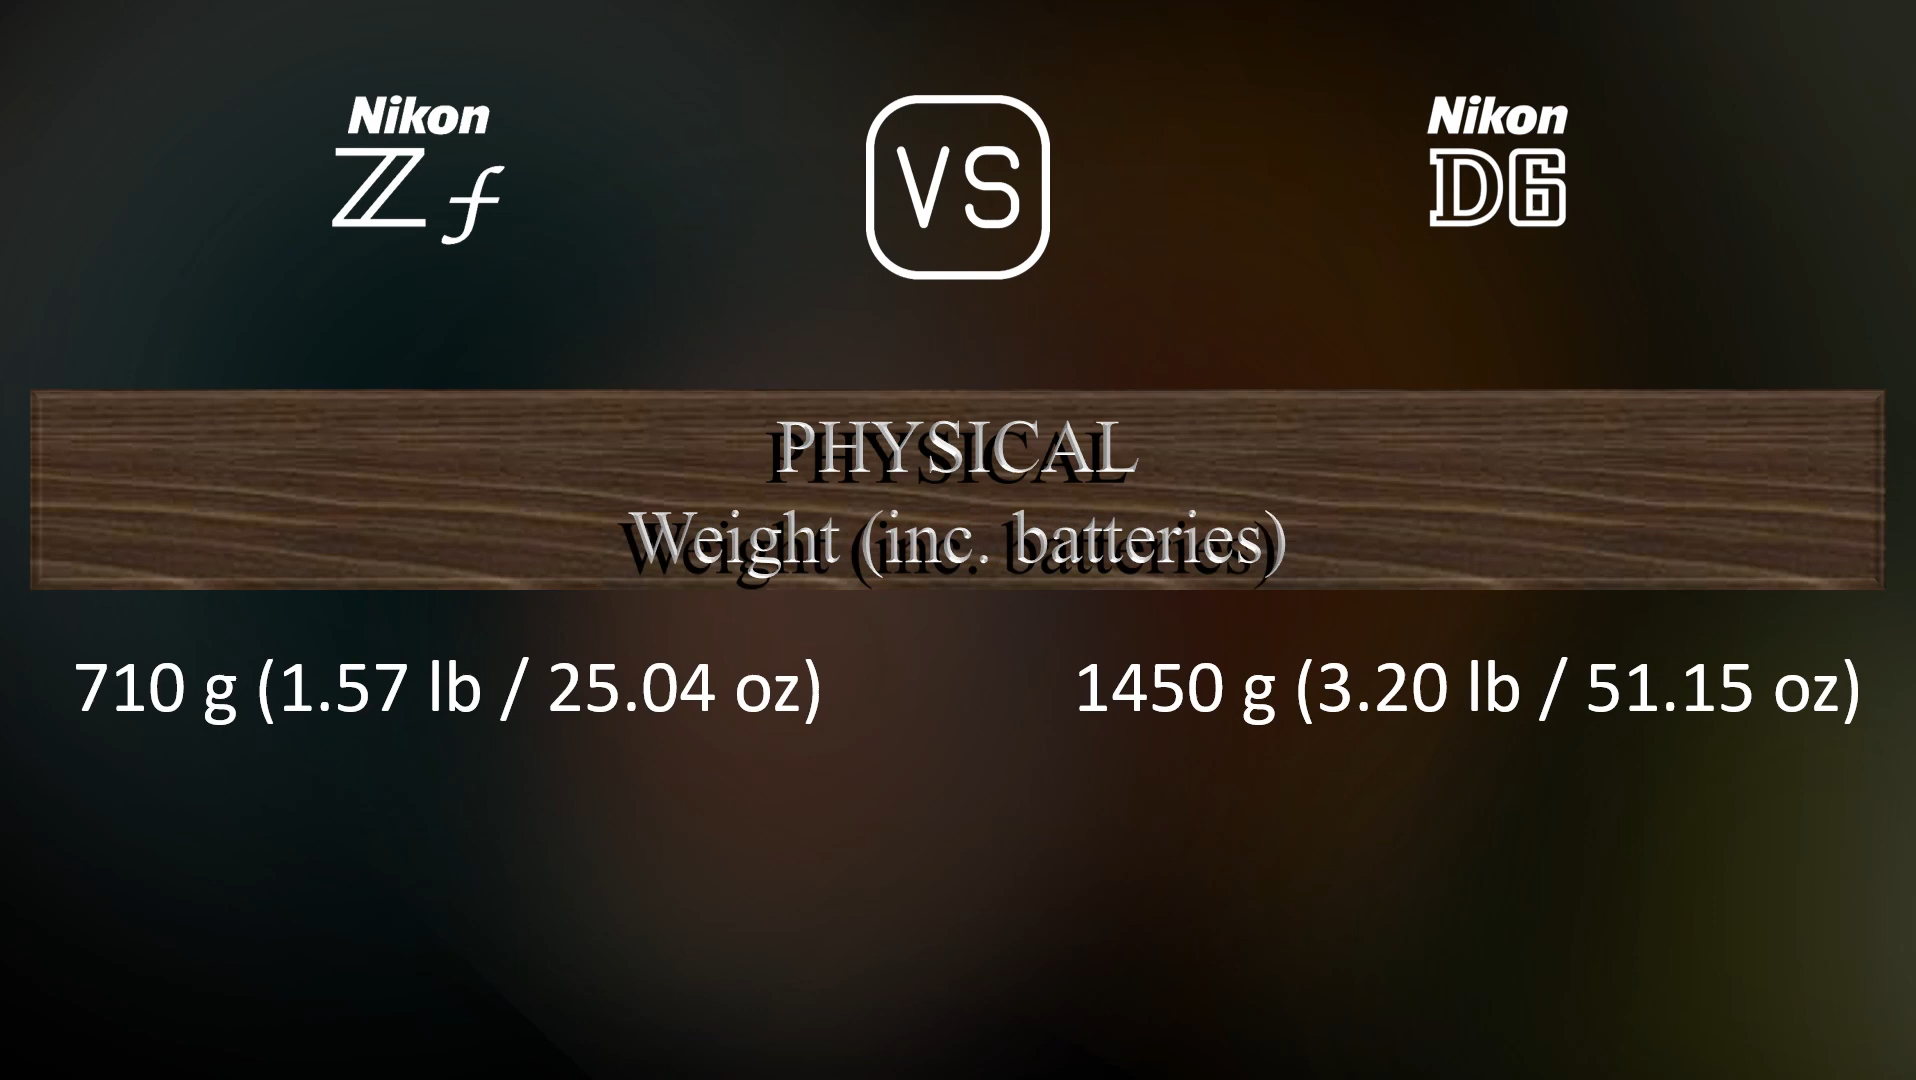 Nikon
Z f
VS
Nikon
D6
PHYSICAL
Weight (inc. batteries)
710 g (1.57 lb / 25.04 oz)
1450 g (3.20 lb / 51.15 oz)